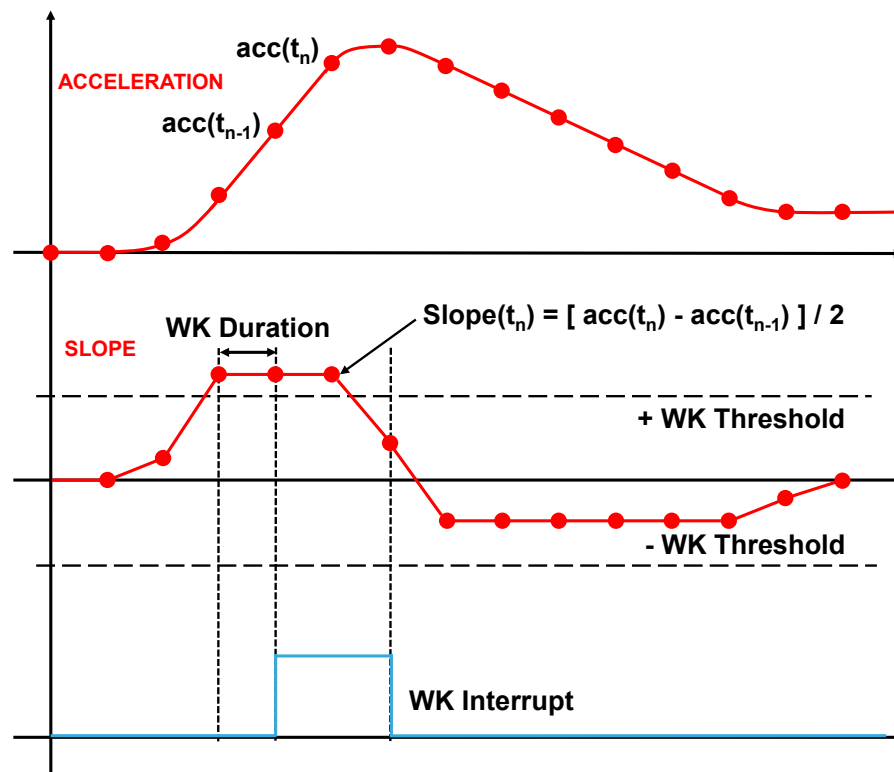 acc(tₙ)
ACCELERATION
acc(tₙ₋₁)
Slope(tₙ) = [ acc(tₙ) - acc(tₙ₋₁) ] / 2
WK Duration
SLOPE
+ WK Threshold
- WK Threshold
WK Interrupt